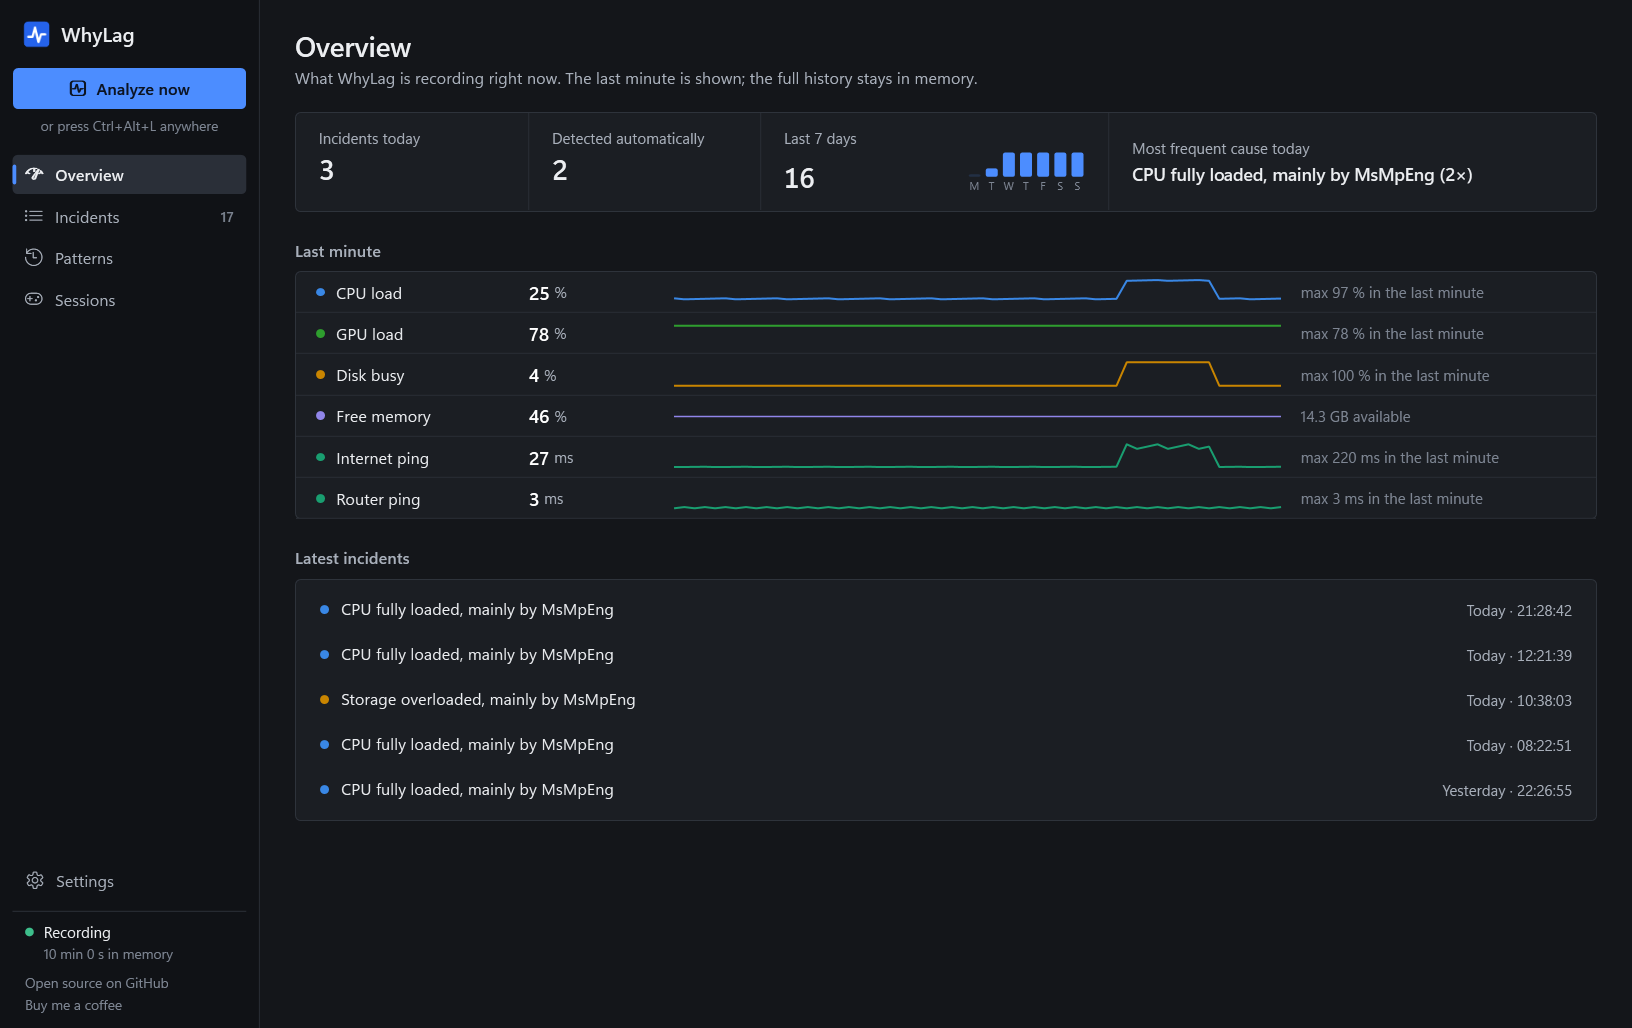 WhyLag
Analyze now
or press Ctrl+Alt+L anywhere
Overview
Incidents 17
Patterns
Sessions
Settings
Recording
10 min 0 s in memory
Open source on GitHub
Buy me a coffee
Overview
What WhyLag is recording right now. The last minute is shown; the full history stays in memory.
Incidents today
3
Detected automatically
2
Last 7 days
16
M T W T F S S
Most frequent cause today
CPU fully loaded, mainly by MsMpEng (2×)
Last minute
CPU load 25 % max 97 % in the last minute
GPU load 78 % max 78 % in the last minute
Disk busy 4 % max 100 % in the last minute
Free memory 46 % 14.3 GB available
Internet ping 27 ms max 220 ms in the last minute
Router ping 3 ms max 3 ms in the last minute
Latest incidents
CPU fully loaded, mainly by MsMpEng Today · 21:28:42
CPU fully loaded, mainly by MsMpEng Today · 12:21:39
Storage overloaded, mainly by MsMpEng Today · 10:38:03
CPU fully loaded, mainly by MsMpEng Today · 08:22:51
CPU fully loaded, mainly by MsMpEng Yesterday · 22:26:55